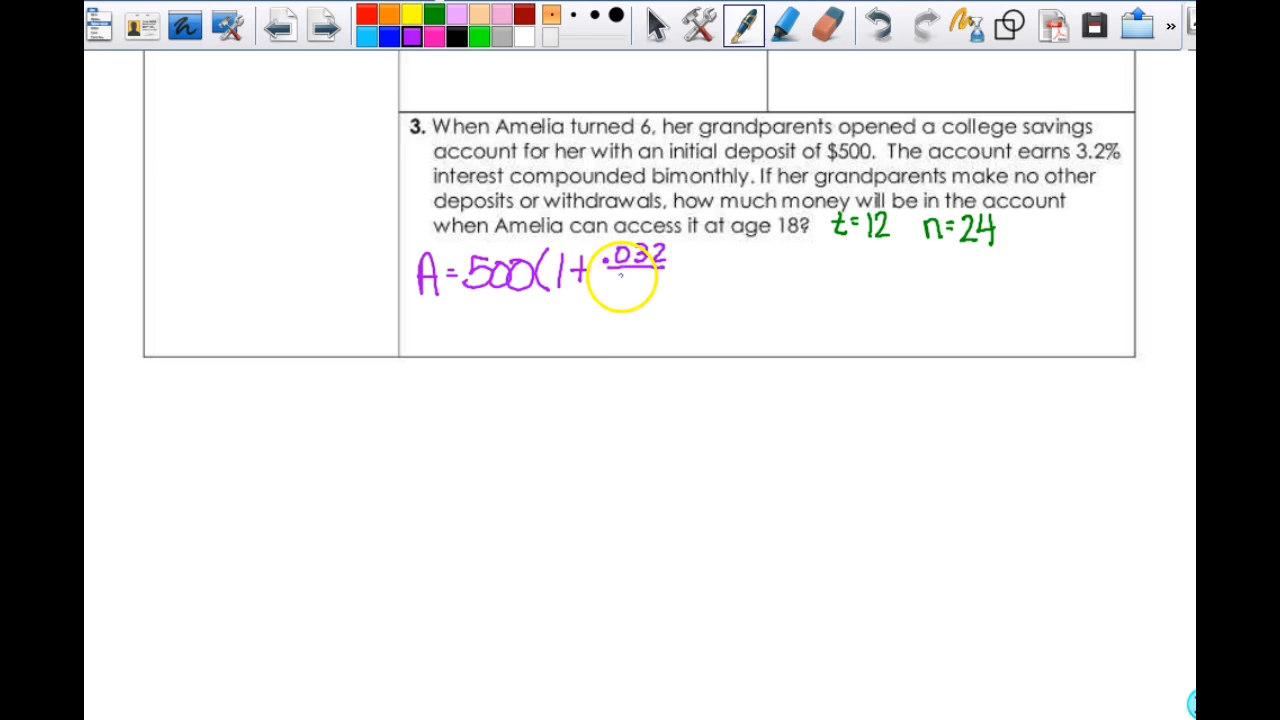 3. When Amelia turned 6, her grandparents opened a college savings
account for her with an initial deposit of $500. The account earns 3.2%
interest compounded bimonthly. If her grandparents make no other
deposits or withdrawals, how much money will be in the account
when Amelia can access it at age 18? t=12 n=24
A=500(1+ .032